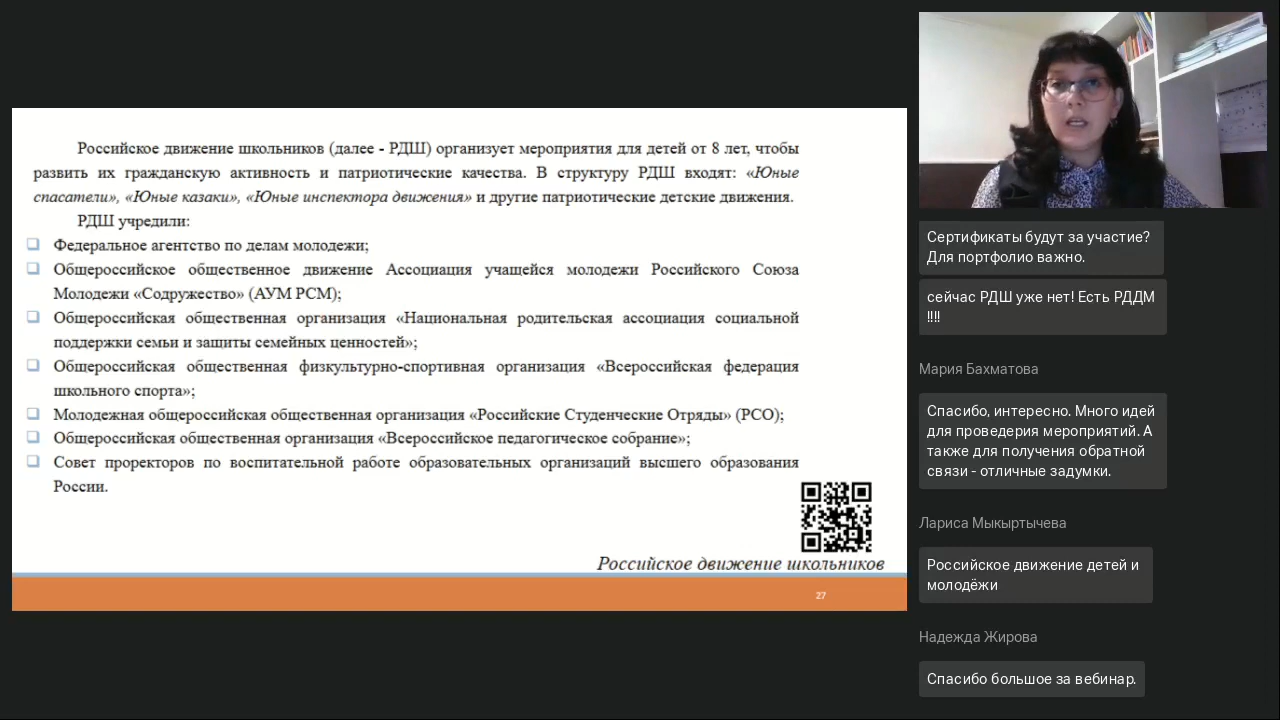 Российское движение школьников (далее - РДШ) организует мероприятия для детей от 8 лет, чтобы
развить их гражданскую активность и патриотические качества. В структуру РДШ входят: «Юные
спасатели», «Юные казаки», «Юные инспектора движения» и другие патриотические детские движения.
РДШ учредили:
Федеральное агентство по делам молодежи;
Общероссийское общественное движение Ассоциация учащейся молодежи Российского Союза
Молодежи «Содружество» (АУМ РСМ);
Общероссийская общественная организация «Национальная родительская ассоциация социальной
поддержки семьи и защиты семейных ценностей»;
Общероссийская общественная физкультурно-спортивная организация «Всероссийская федерация
школьного спорта»;
Молодежная общероссийская общественная организация «Российские Студенческие Отряды» (РСО);
Общероссийская общественная организация «Всероссийское педагогическое собрание»;
Совет проректоров по воспитательной работе образовательных организаций высшего образования
России.
Российское движение школьников
27
Сертификаты будут за участие?
Для портфолио важно.
сейчас РДШ уже нет! Есть РДДМ
!!!!
Мария Бахматова
Спасибо, интересно. Много идей
для проведерия мероприятий. А
также для получения обратной
связи - отличные задумки.
Лариса Мыкыртычева
Российское движение детей и
молодёжи
Надежда Жирова
Спасибо большое за вебинар.